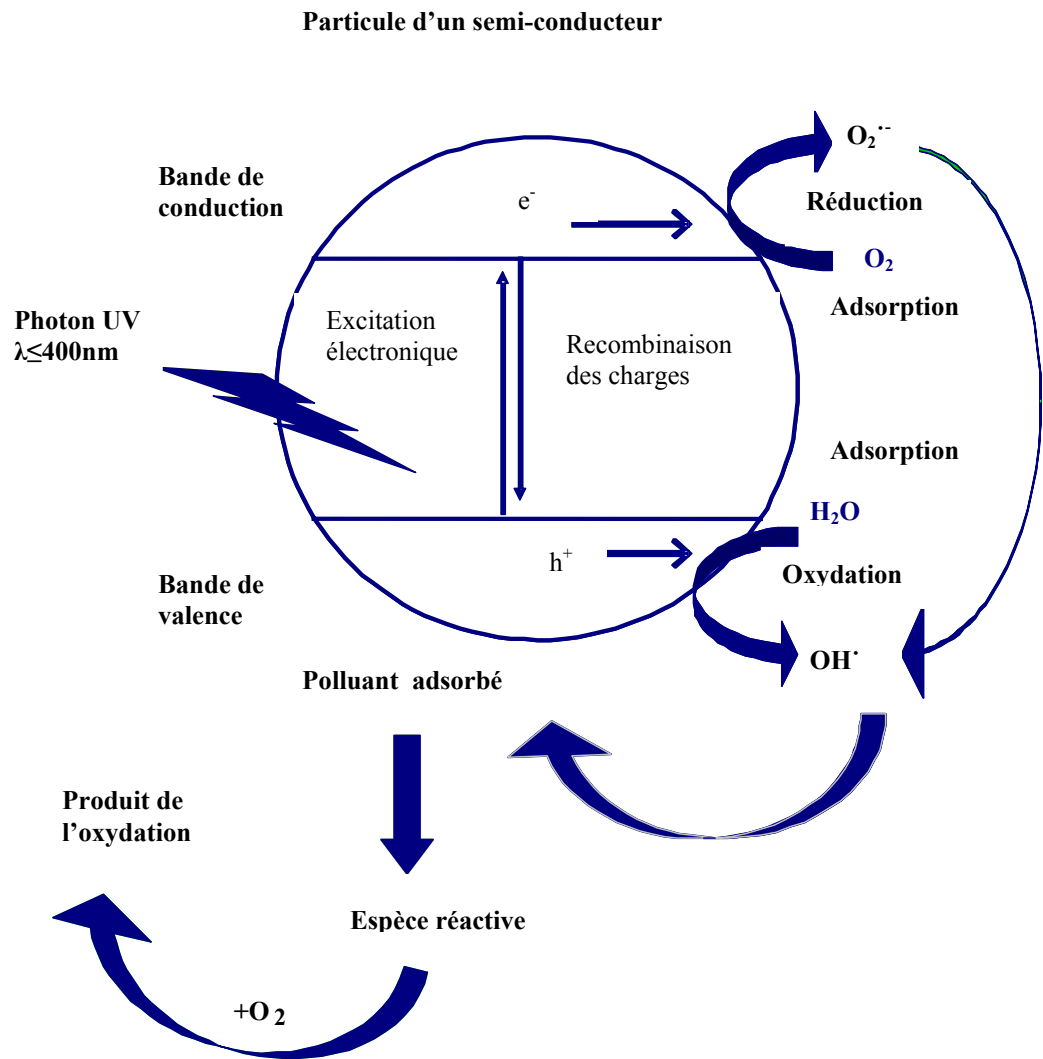 Particule d'un semi-conducteur
O₂·⁻
Bande de
conduction
e⁻
Réduction
O₂
Adsorption
Photon UV
λ≤400nm
Excitation
électronique
Recombinaison
des charges
Adsorption
H₂O
h⁺
Oxydation
Bande de
valence
OH·
Polluant adsorbé
Produit de
l'oxydation
Espèce réactive
+O₂